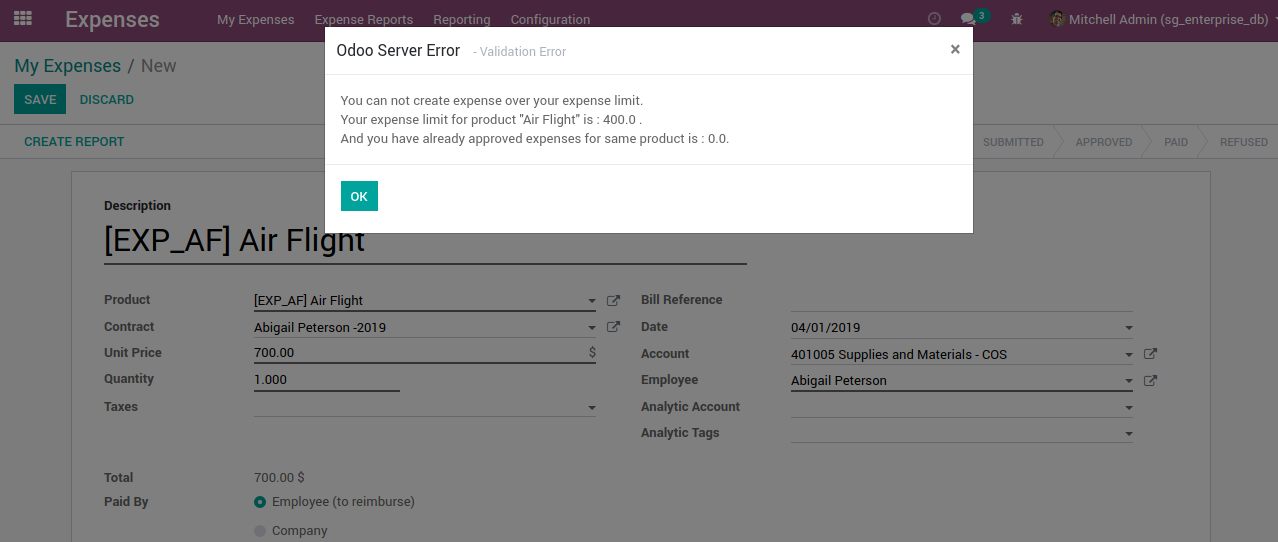 Expenses My Expenses Expense Reports Reporting Configuration 3 Mitchell Admin (sg_enterprise_db)
Odoo Server Error - Validation Error ×
My Expenses / New
SAVE DISCARD
You can not create expense over your expense limit.
Your expense limit for product "Air Flight" is : 400.0 .
And you have already approved expenses for same product is : 0.0.
CREATE REPORT SUBMITTED APPROVED PAID REFUSED
OK
Description
[EXP_AF] Air Flight
Product [EXP_AF] Air Flight Bill Reference
Contract Abigail Peterson -2019 Date 04/01/2019
Unit Price 700.00 $ Account 401005 Supplies and Materials - COS
Quantity 1.000 Employee Abigail Peterson
Taxes Analytic Account
Analytic Tags
Total 700.00 $
Paid By Employee (to reimburse)
Company